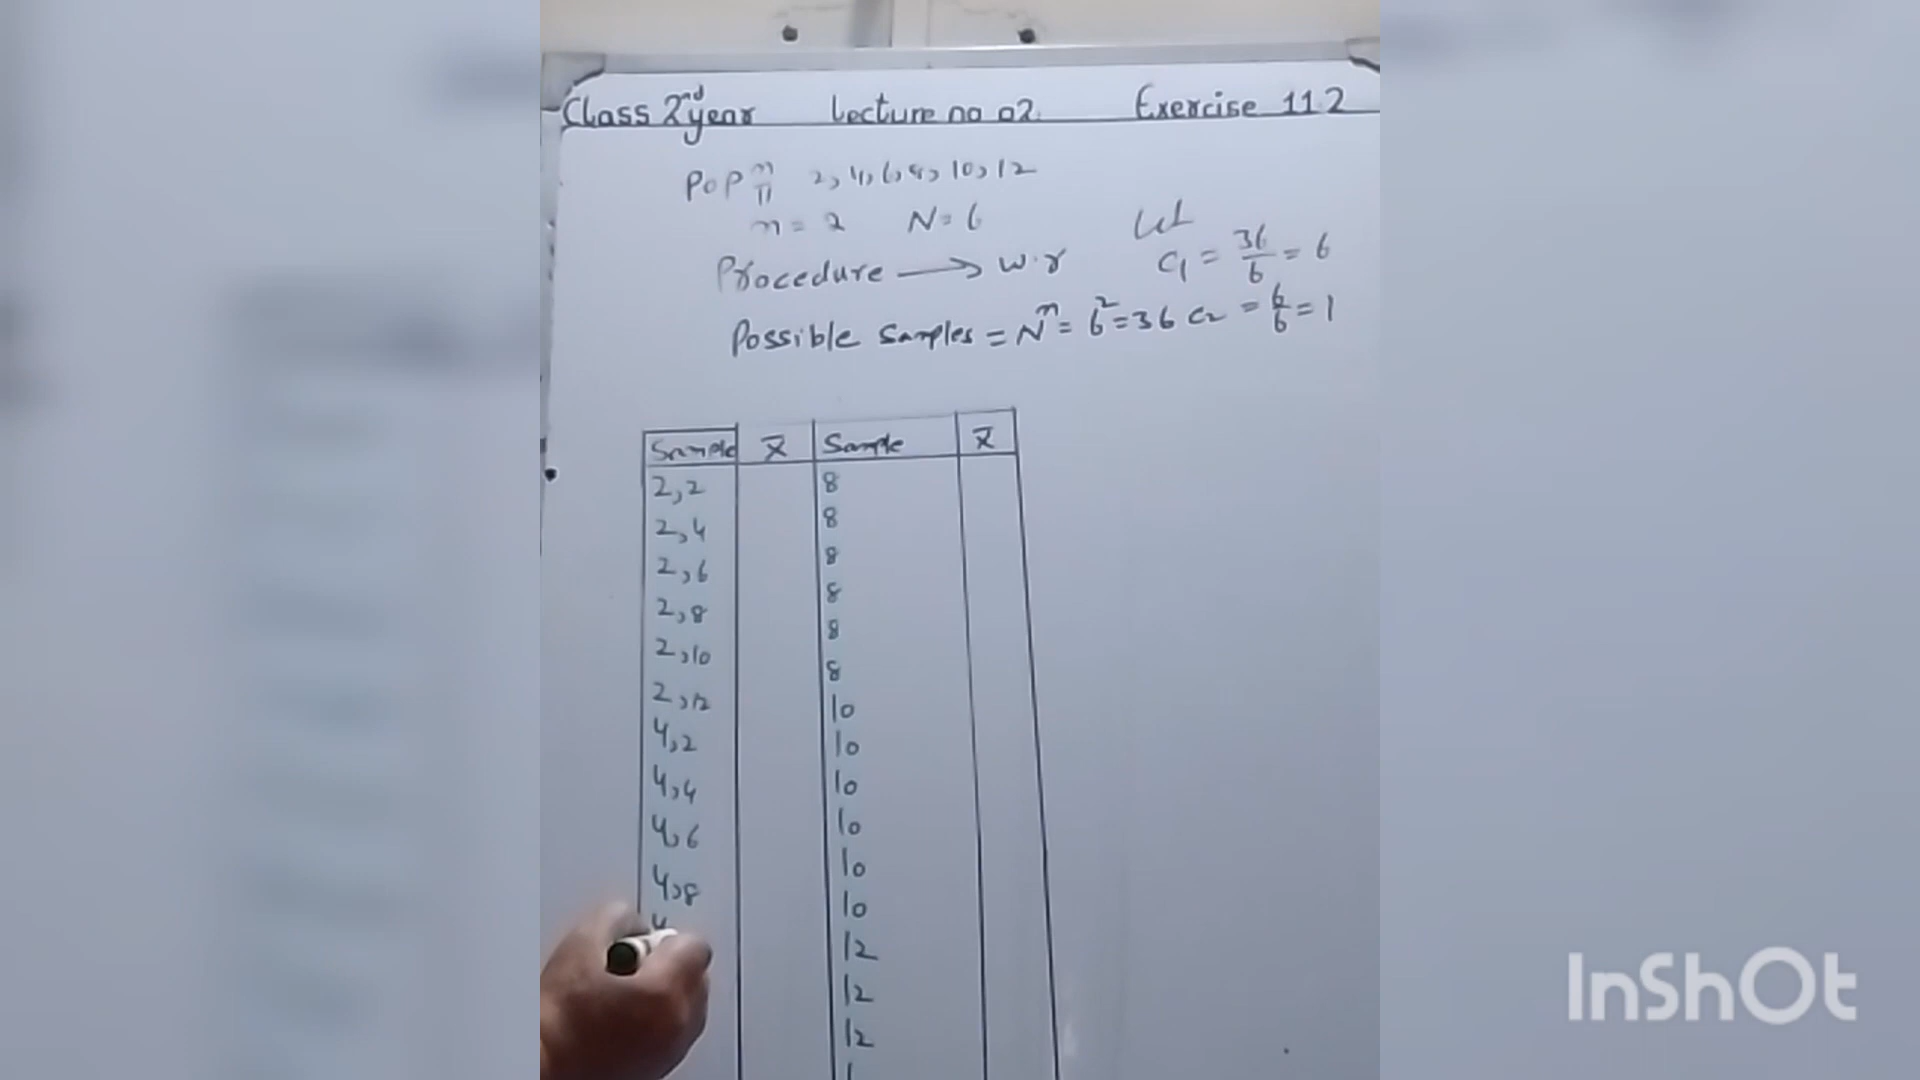 Class 2nd year Lecture no 02. Exercise 11.2
Popn 2, 4, 6, 8, 10, 12
n = 2 N = 6
Procedure → w.r
C1 = 36/6 = 6
Possible Samples = N^n = 6^2 = 36 C2 = 6/6 = 1
Sample x̄ Sample x̄
2,2 8
2,4 8
2,6 8
2,8 8
2,10 8
2,12 8
4,2 10
4,4 10
4,6 10
4,8 10
4 10
10
12
12
12
InShOt